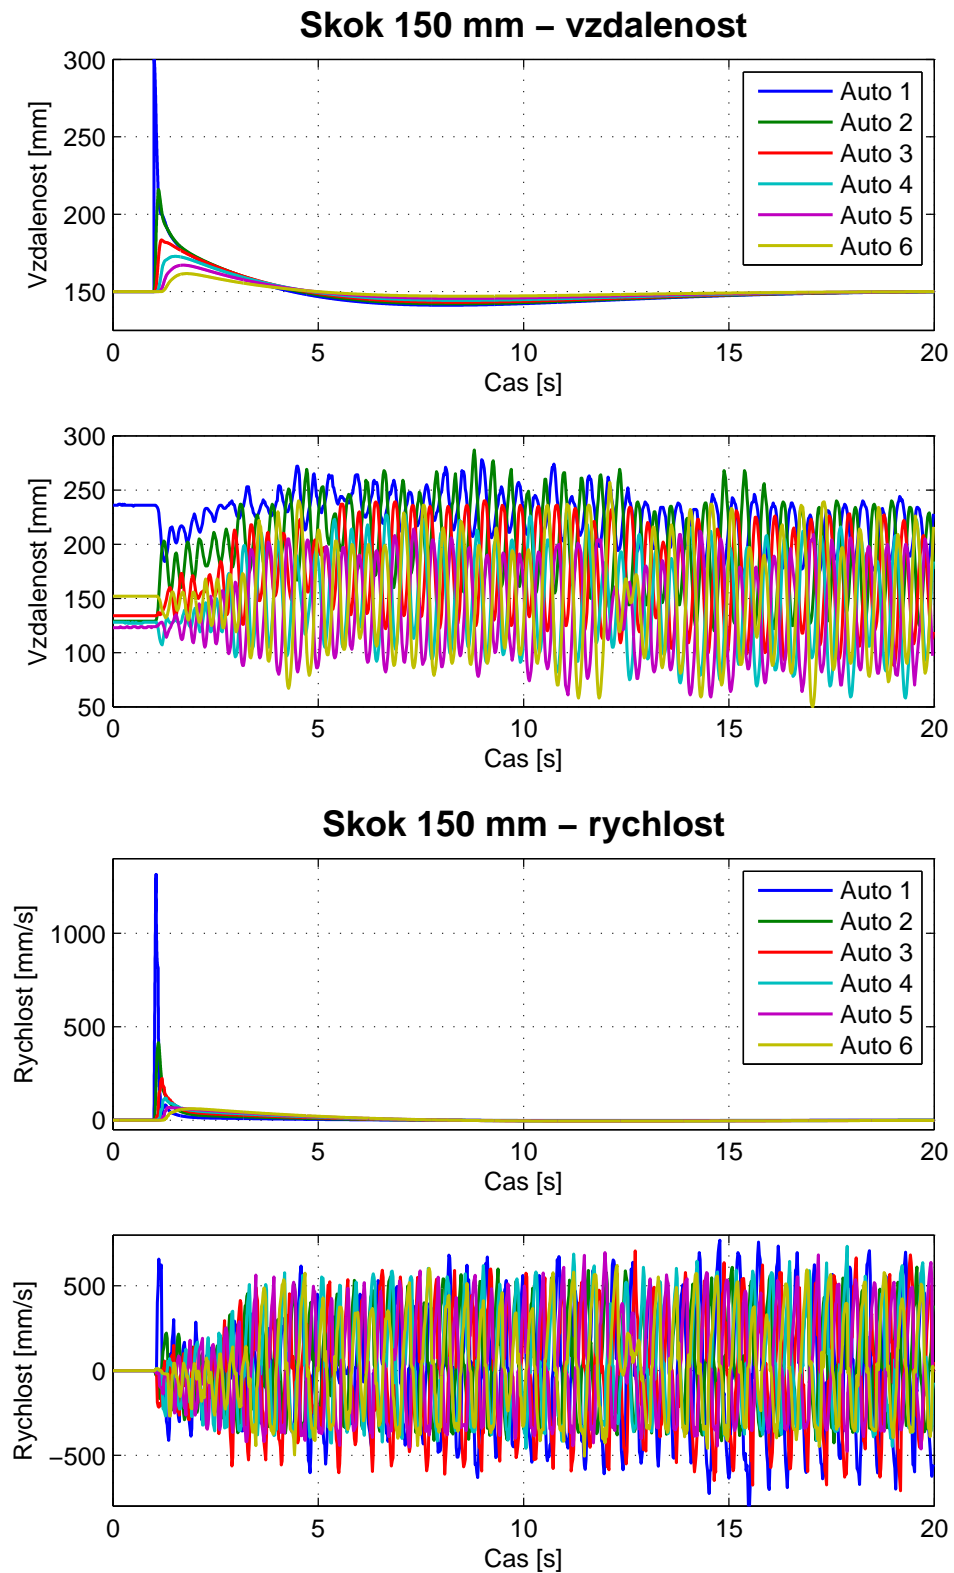 Skok 150 mm – vzdalenost
300
250
200
150
Vzdalenost [mm]
Auto 1
Auto 2
Auto 3
Auto 4
Auto 5
Auto 6
0 5 10 15 20
Cas [s]
300
250
200
150
100
50
Vzdalenost [mm]
0 5 10 15 20
Cas [s]
Skok 150 mm – rychlost
1000
500
0
Rychlost [mm/s]
Auto 1
Auto 2
Auto 3
Auto 4
Auto 5
Auto 6
0 5 10 15 20
Cas [s]
500
0
−500
Rychlost [mm/s]
0 5 10 15 20
Cas [s]